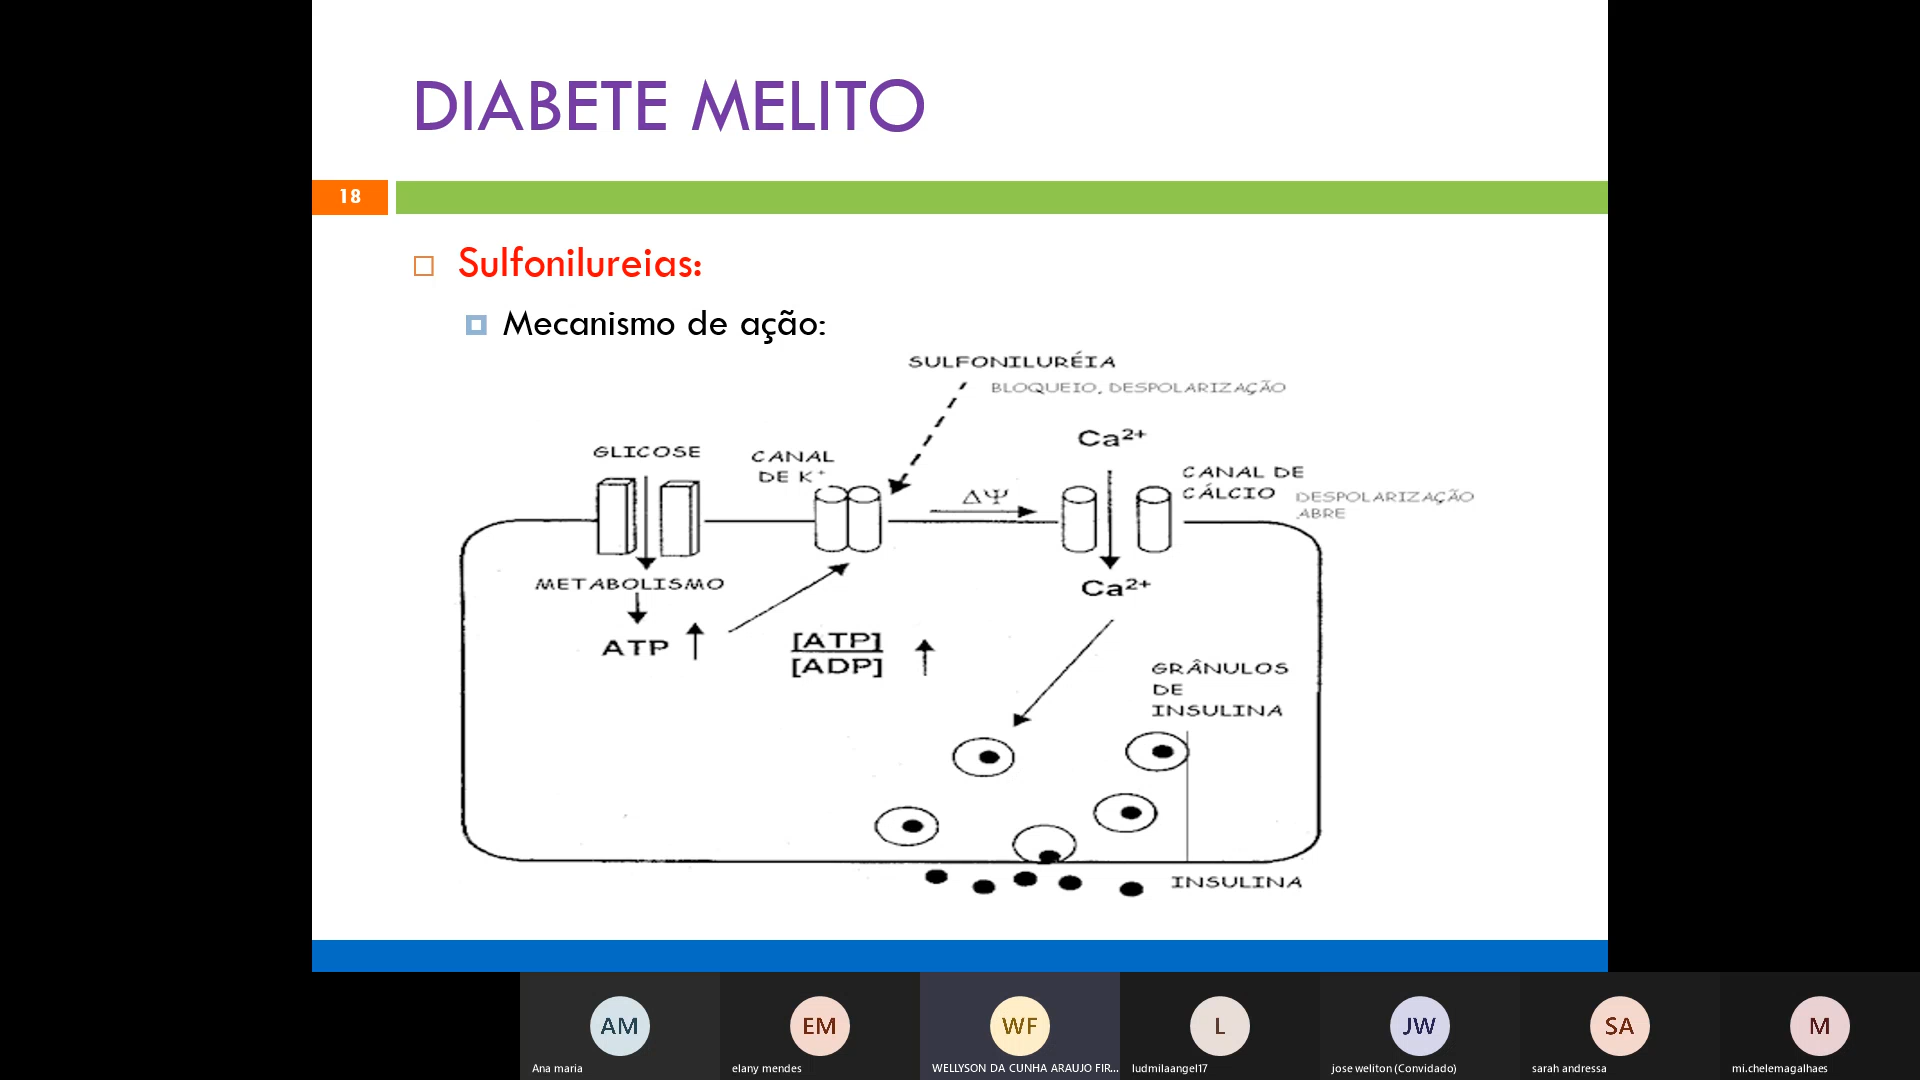 DIABETE MELITO
18
Sulfonilureias:
Mecanismo de ação:
SULFONILURÉIA
BLOQUEIO, DESPOLARIZAÇÃO
Ca²⁺
GLICOSE
CANAL
DE K⁺
ΔΨ
CANAL DE
CÁLCIO
DESPOLARIZAÇÃO
ABRE
METABOLISMO
Ca²⁺
ATP
[ATP]
[ADP]
GRÂNULOS
DE
INSULINA
INSULINA
AM
EM
WF
L
JW
SA
M
Ana maria
elany mendes
WELLYSON DA CUNHA ARAUJO FIR...
ludmilaangel17
jose weliton (Convidado)
sarah andressa
mi.chelemagalhaes